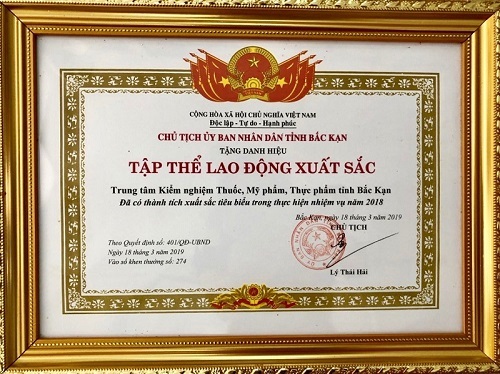 CỘNG HÒA XÃ HỘI CHỦ NGHĨA VIỆT NAM
Độc lập - Tự do - Hạnh phúc
CHỦ TỊCH ỦY BAN NHÂN DÂN TỈNH BẮC KẠN
TẶNG DANH HIỆU
TẬP THỂ LAO ĐỘNG XUẤT SẮC
Trung tâm Kiểm nghiệm Thuốc, Mỹ phẩm, Thực phẩm tỉnh Bắc Kạn
Đã có thành tích xuất sắc tiêu biểu trong thực hiện nhiệm vụ năm 2018
Bắc Kạn, ngày 18 tháng 3 năm 2019
CHỦ TỊCH
Theo Quyết định số: 401/QĐ-UBND
Ngày 18 tháng 3 năm 2019
Vào sổ khen thưởng số: 274
Lý Thái Hải